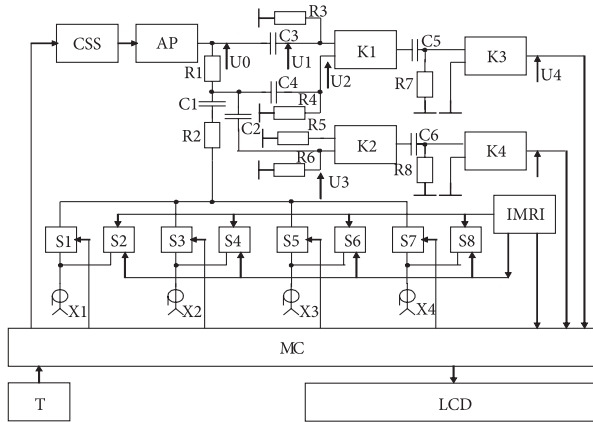 R3
CSS
AP
C3
K1
C5
K3
R1
U0
U1
U2
R7
U4
C4
C1
R4
R2
C2
R5
K2
C6
K4
R6
R8
U3
IMRI
S1
S2
S3
S4
S5
S6
S7
S8
X1
X2
X3
X4
MC
T
LCD